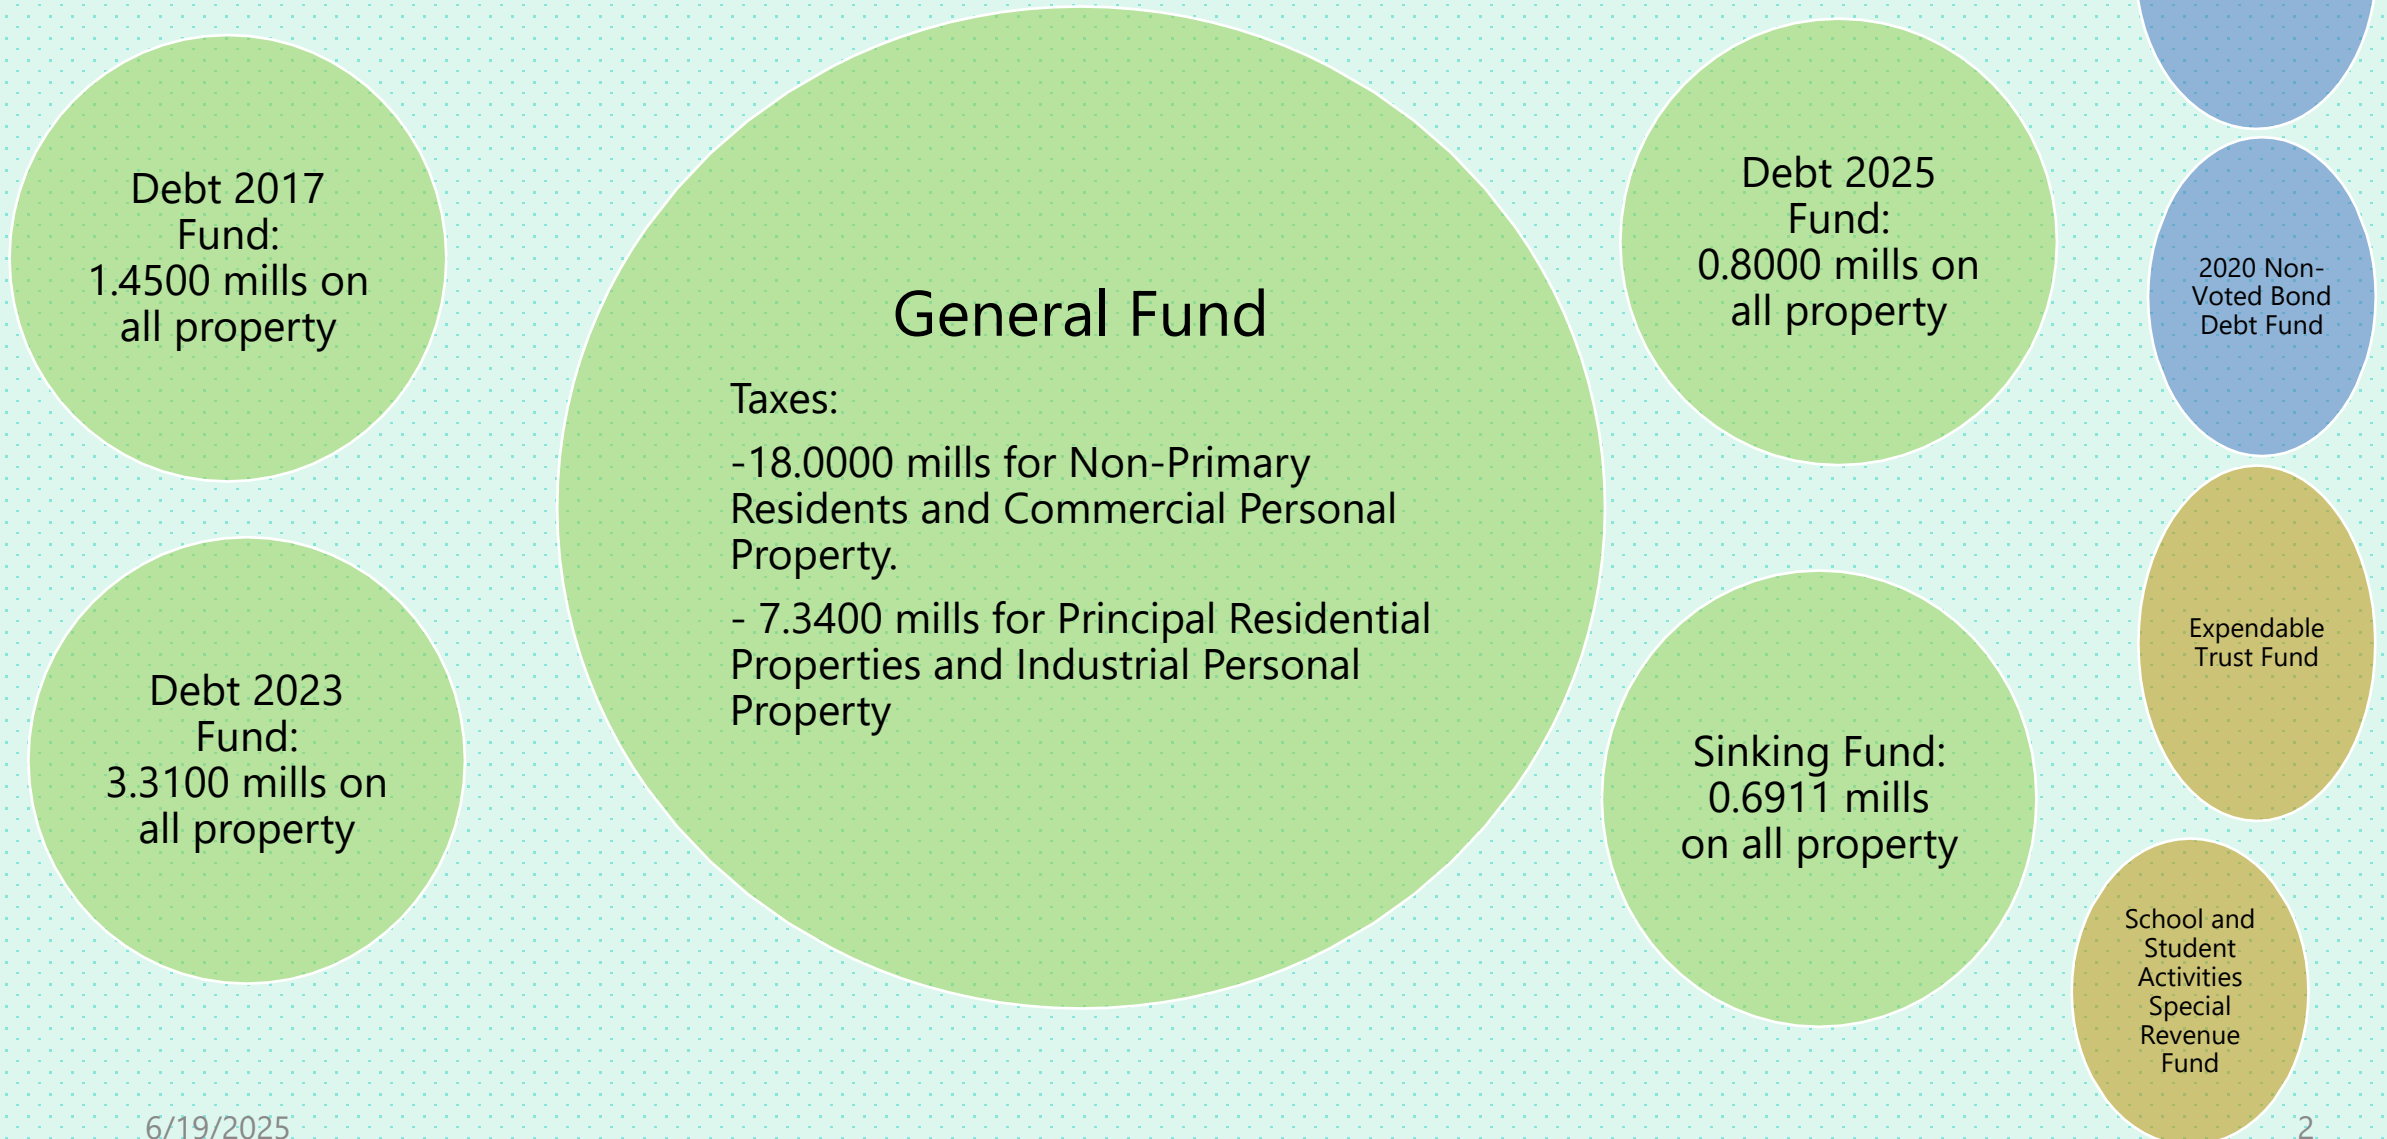 Debt 2017
Fund:
1.4500 mills on
all property
Debt 2023
Fund:
3.3100 mills on
all property
General Fund
Taxes:
-18.0000 mills for Non-Primary
Residents and Commercial Personal
Property.
- 7.3400 mills for Principal Residential
Properties and Industrial Personal
Property
Debt 2025
Fund:
0.8000 mills on
all property
Sinking Fund:
0.6911 mills
on all property
2020 Non-
Voted Bond
Debt Fund
Expendable
Trust Fund
School and
Student
Activities
Special
Revenue
Fund
6/19/2025
2